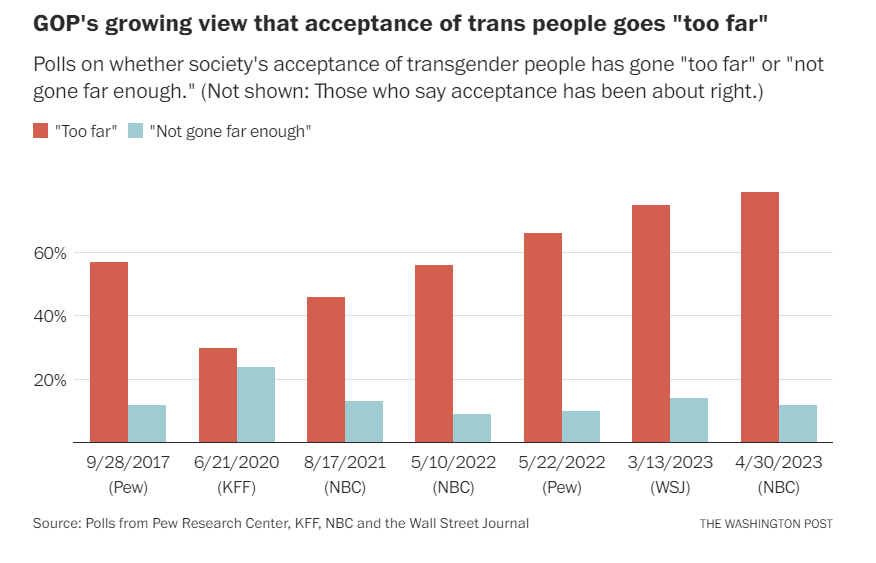 GOP's growing view that acceptance of trans people goes "too far"
Polls on whether society's acceptance of transgender people has gone "too far" or "not
gone far enough." (Not shown: Those who say acceptance has been about right.)
"Too far" "Not gone far enough"
60%
40%
20%
9/28/2017 6/21/2020 8/17/2021 5/10/2022 5/22/2022 3/13/2023 4/30/2023
(Pew) (KFF) (NBC) (NBC) (Pew) (WSJ) (NBC)
Source: Polls from Pew Research Center, KFF, NBC and the Wall Street Journal THE WASHINGTON POST